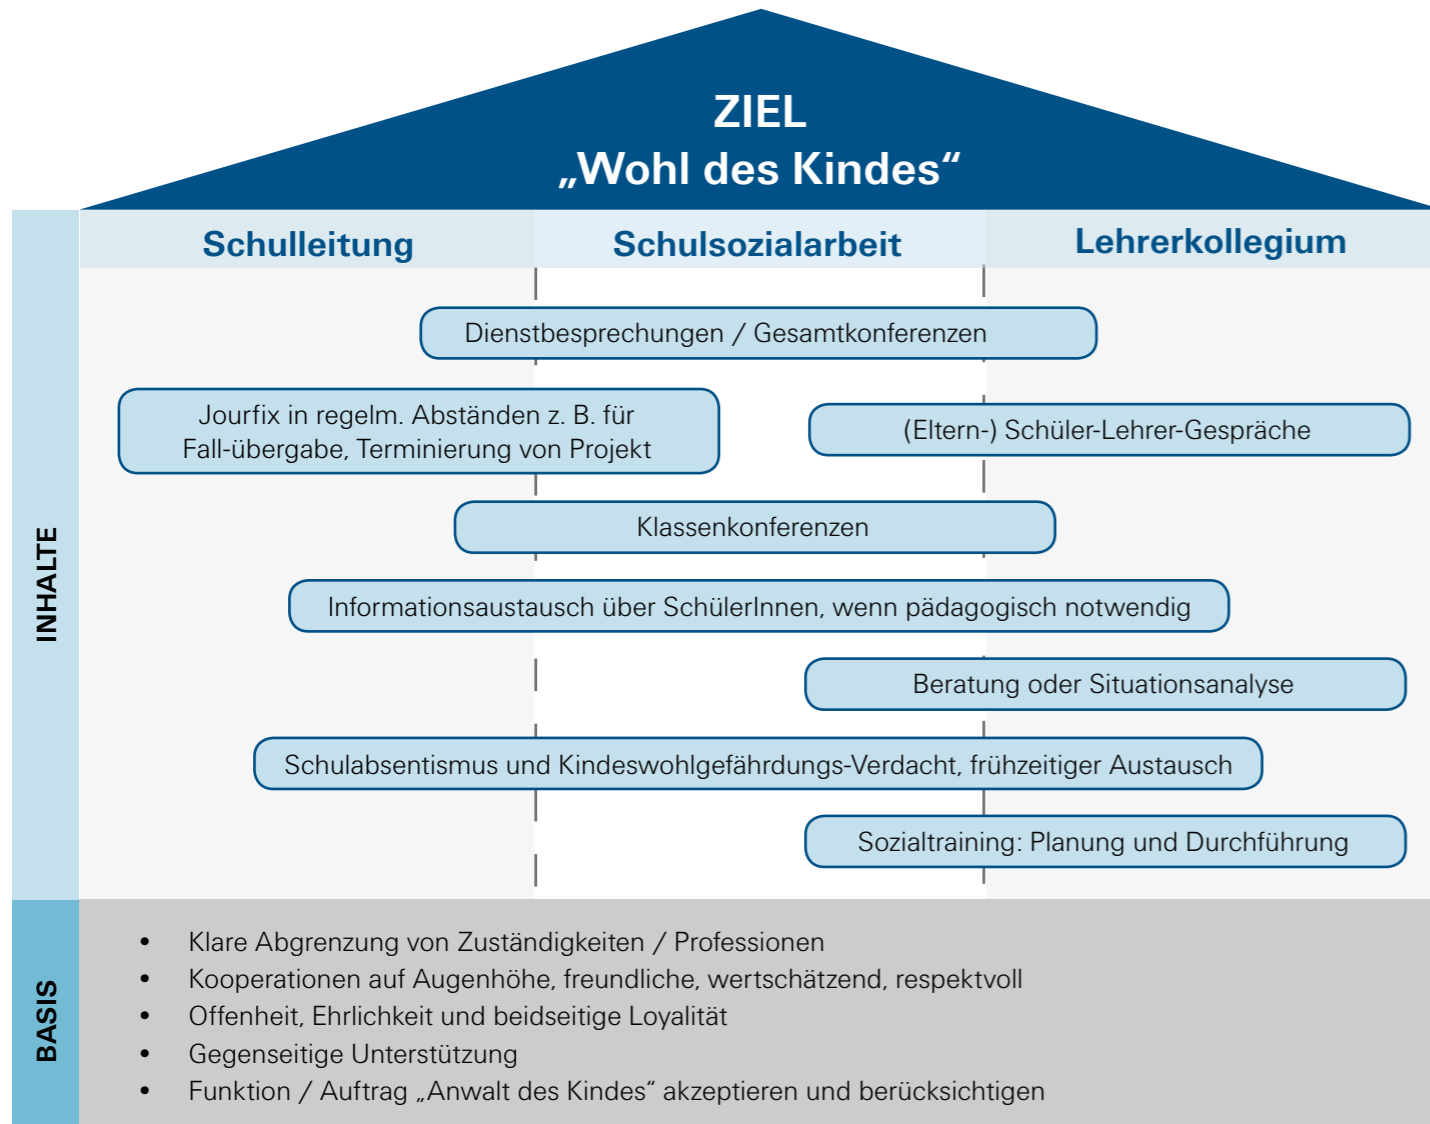 ZIEL
„Wohl des Kindes“
Schulleitung
Schulsozialarbeit
Lehrerkollegium
INHALTE
Dienstbesprechungen / Gesamtkonferenzen
Jourfix in regelm. Abständen z. B. für
Fall-übergabe, Terminierung von Projekt
(Eltern-) Schüler-Lehrer-Gespräche
Klassenkonferenzen
Informationsaustausch über SchülerInnen, wenn pädagogisch notwendig
Beratung oder Situationsanalyse
Schulabsentismus und Kindeswohlgefährdungs-Verdacht, frühzeitiger Austausch
Sozialtraining: Planung und Durchführung
BASIS
• Klare Abgrenzung von Zuständigkeiten / Professionen
• Kooperationen auf Augenhöhe, freundliche, wertschätzend, respektvoll
• Offenheit, Ehrlichkeit und beidseitige Loyalität
• Gegenseitige Unterstützung
• Funktion / Auftrag „Anwalt des Kindes“ akzeptieren und berücksichtigen